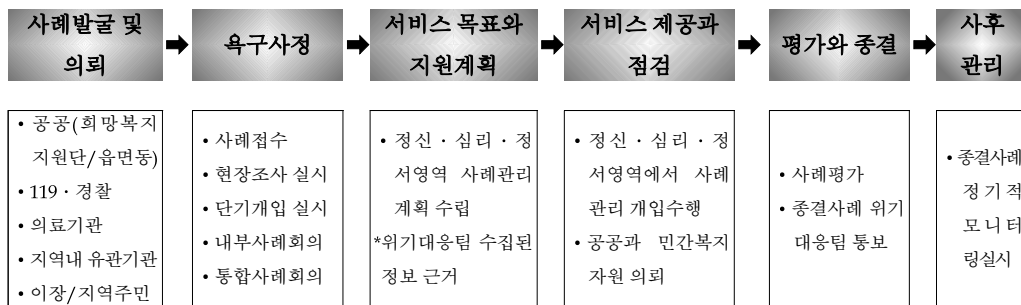 사례발굴 및
의뢰
욕구사정
서비스 목표와
지원계획
서비스 제공과
점검
평가와 종결
사후
관리
• 공공(희망복지
지원단/읍면동)
• 119 · 경찰
• 의료기관
• 지역내 유관기관
• 이장/지역주민
• 사례접수
• 현장조사 실시
• 단기개입 실시
• 내부사례회의
• 통합사례회의
• 정신 · 심리 · 정
서영역 사례관리
계획 수립
*위기대응팀 수집된
정보 근거
• 정신 · 심리 · 정
서영역에서 사례
관리 개입수행
• 공공과 민간복지
자원 의뢰
• 사례평가
• 종결사례 위기
대응팀 통보
• 종결사례
정기적
모니터
링실시